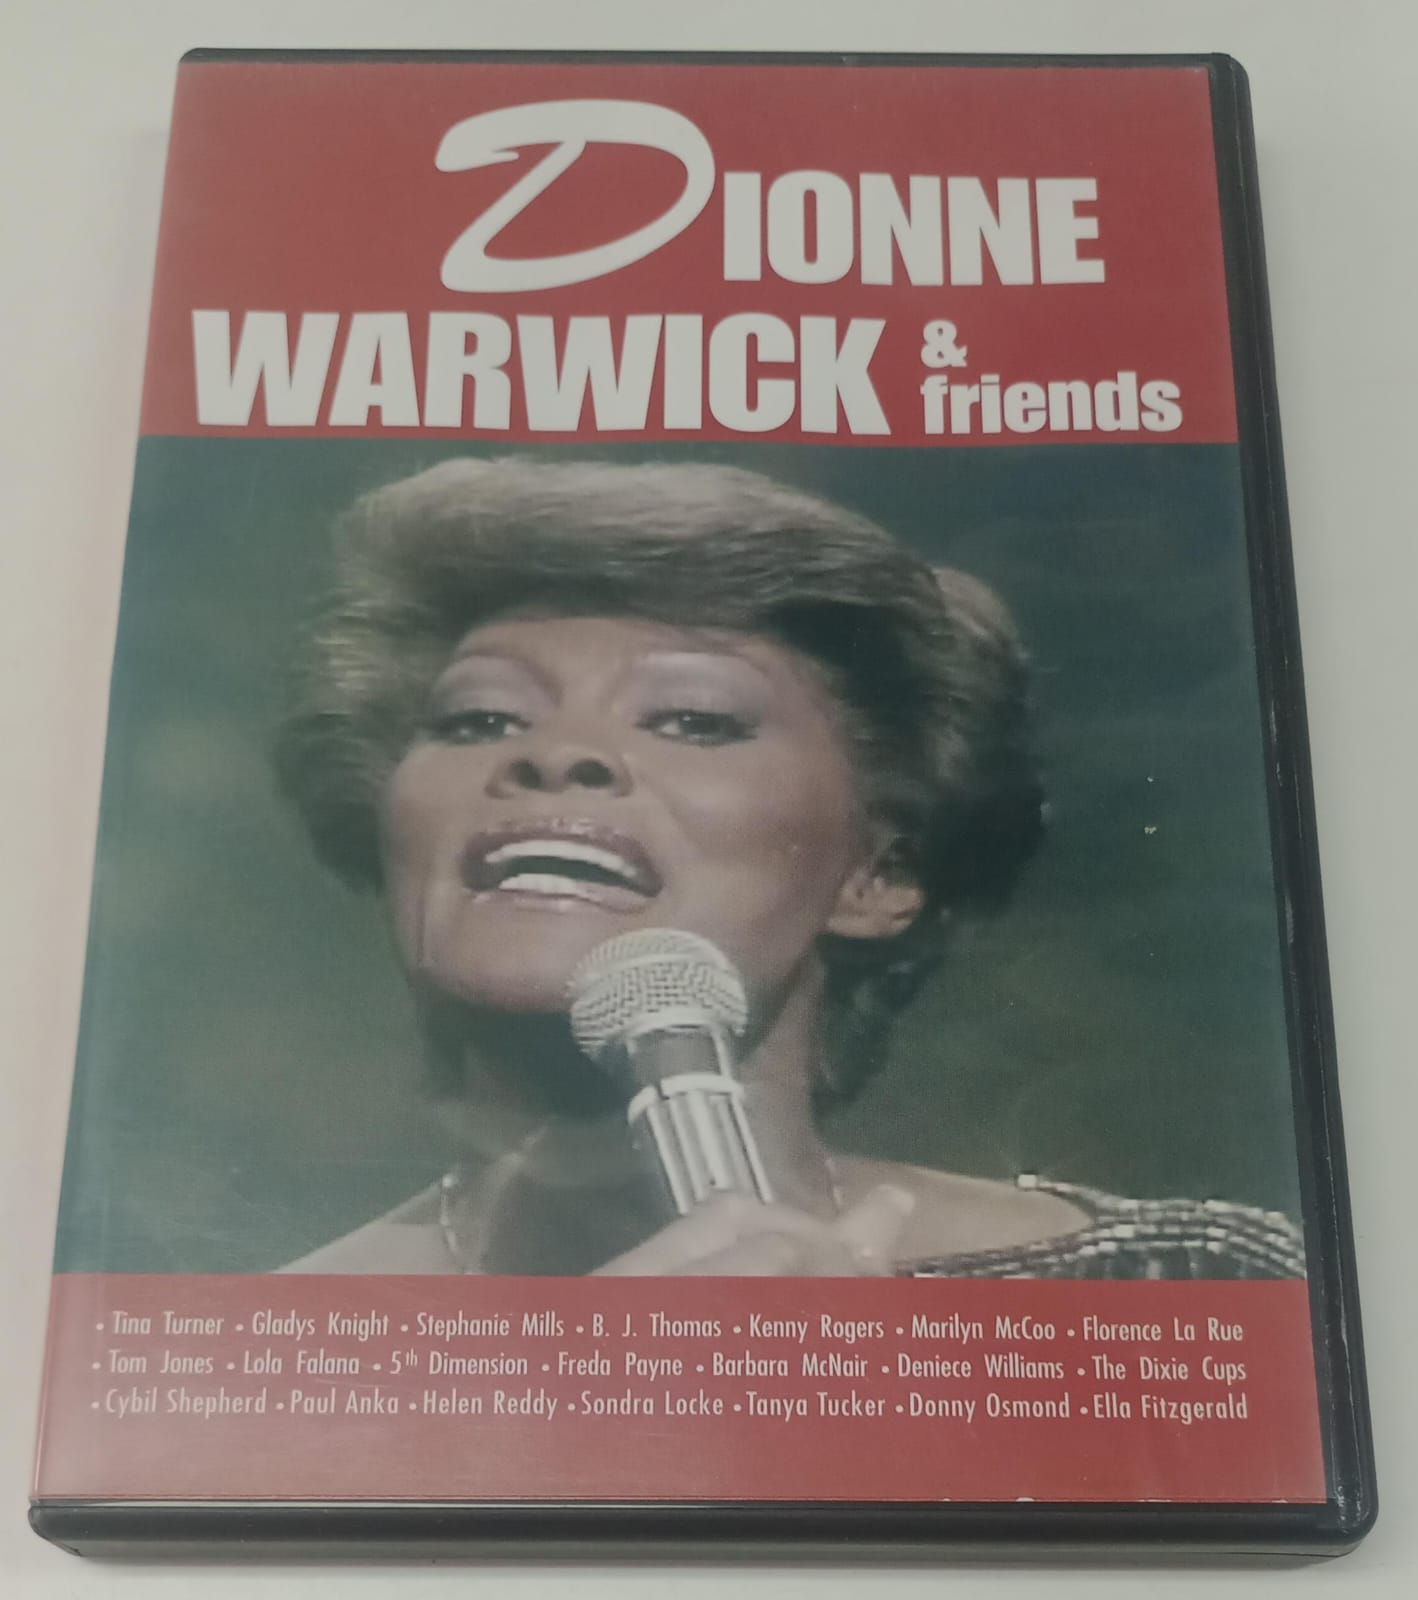 DIONNE
WARWICK & friends
• Tina Turner • Gladys Knight • Stephanie Mills • B. J. Thomas • Kenny Rogers • Marilyn McCoo • Florence La Rue
• Tom Jones • Lola Falana • 5th Dimension • Freda Payne • Barbara McNair • Deniece Williams • The Dixie Cups
• Cybil Shepherd • Paul Anka • Helen Reddy • Sondra Locke • Tanya Tucker • Donny Osmond • Ella Fitzgerald